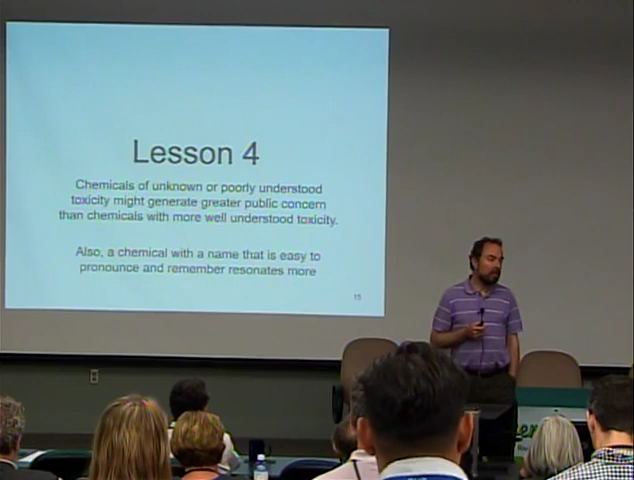 Lesson 4
Chemicals of unknown or poorly understood
toxicity might generate greater public concern
than chemicals with more well understood toxicity.
Also, a chemical with a name that is easy to
pronounce and remember resonates more
15